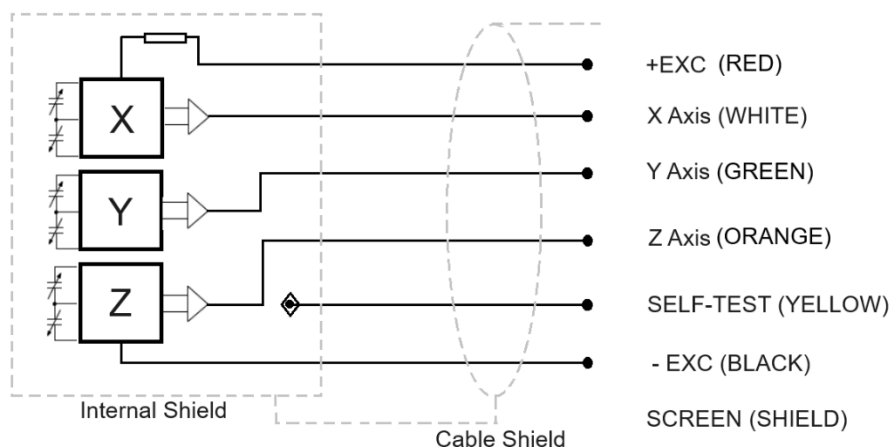 +EXC (RED)
X
X Axis (WHITE)
Y Axis (GREEN)
Y
Z Axis (ORANGE)
Z
SELF-TEST (YELLOW)
- EXC (BLACK)
Internal Shield
SCREEN (SHIELD)
Cable Shield